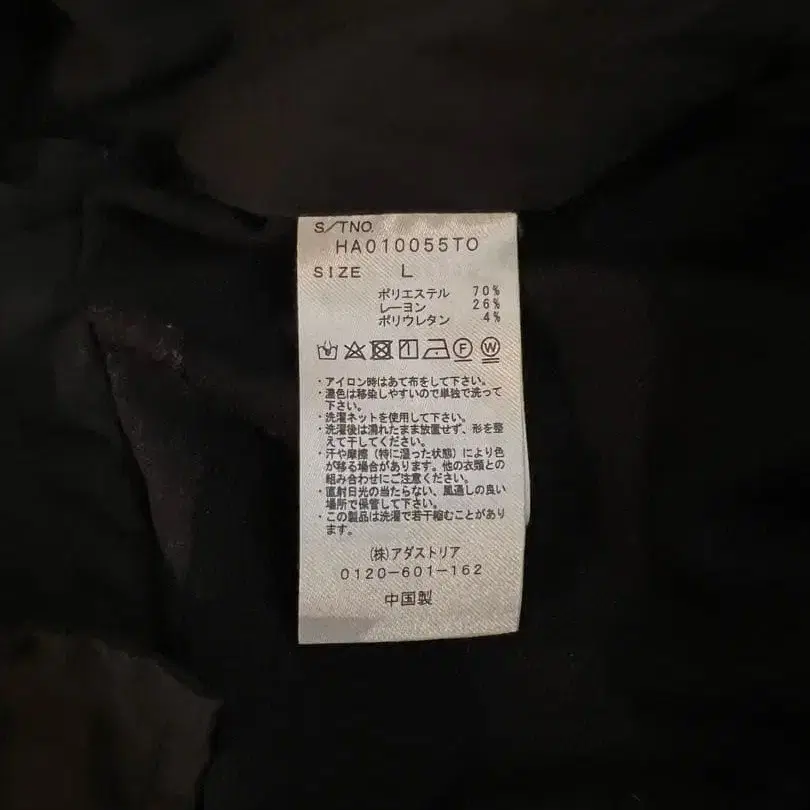 S/TNO.
HA010055TO
SIZE L
ポリエステル 70%
レーヨン 26%
ポリウレタン 4%
F W
・アイロン時はあて布をして下さい。
・濃色は移染しやすいので単独で洗って
下さい。
・洗濯ネットを使用して下さい。
・洗濯後は濡れたまま放置せず、形を整
えて干してください。
・汗や摩擦（特に湿った状態）により色
が移る場合があります。他の衣類との
組み合わせにご注意ください。
・直射日光の当たらない、風通しの良い
場所で保管して下さい。
・この製品は洗濯で若干縮むことがあり
ます。
(株)アダストリア
0120-601-162
中国製